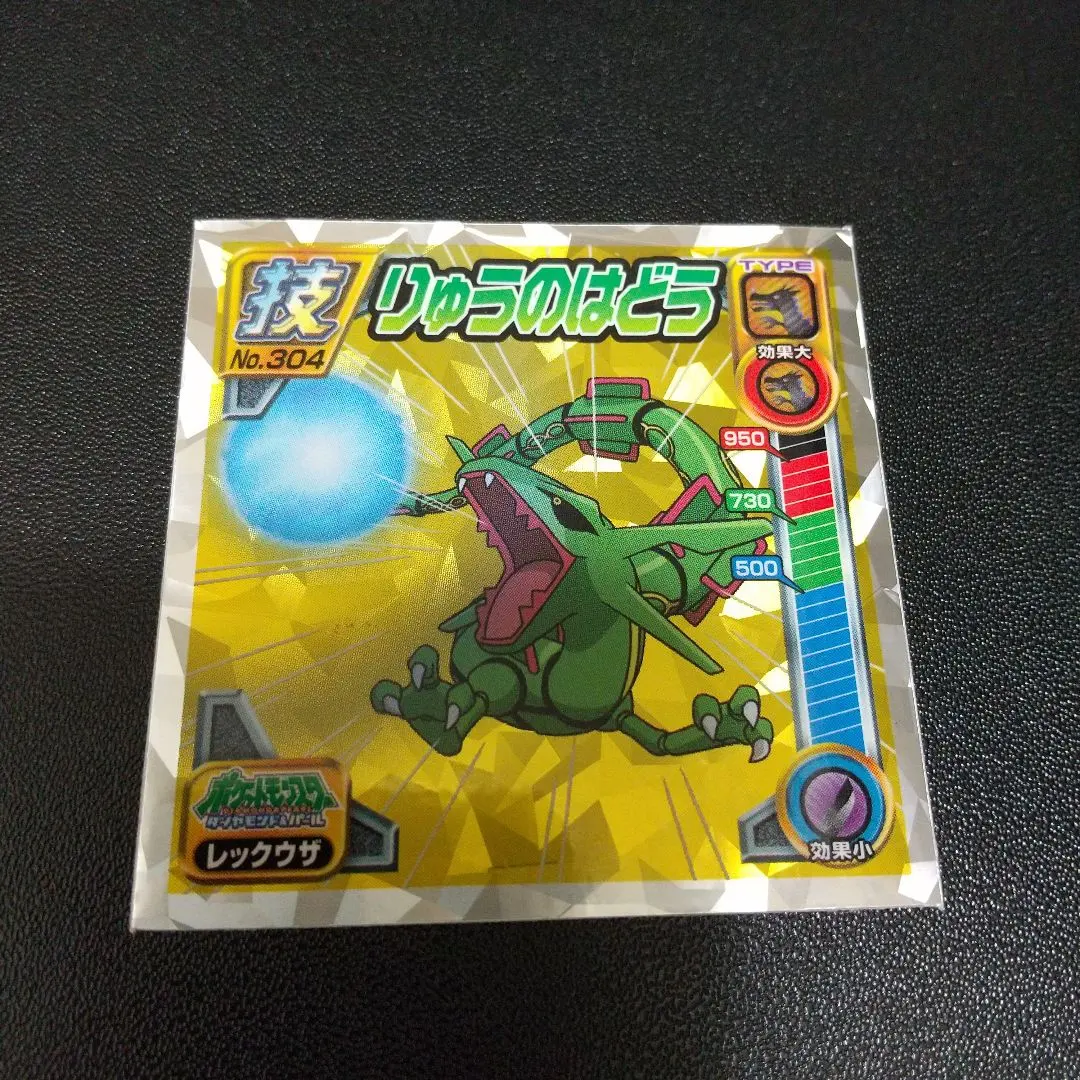 技
No.304
りゅうのはどう
TYPE
効果大
950
730
500
効果小
ポケットモンスター
ダイヤモンド&パール
レックウザ